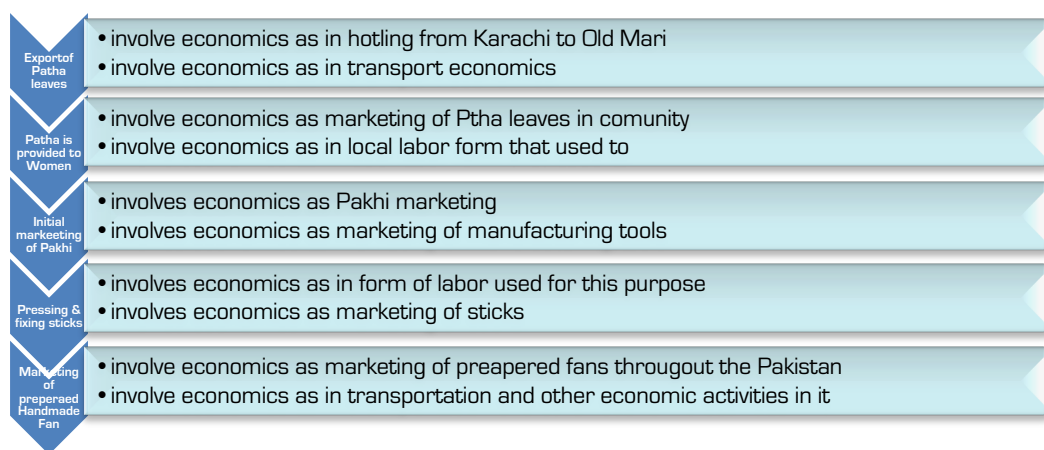 Exportof
Patha
leaves
• involve economics as in hotling from Karachi to Old Mari
• involve economics as in transport economics
Patha is
provided to
Women
• involve economics as marketing of Ptha leaves in comunity
• involve economics as in local labor form that used to
Initial
markeeting
of Pakhi
• involves economics as Pakhi marketing
• involves economics as marketing of manufacturing tools
Pressing &
fixing sticks
• involves economics as in form of labor used for this purpose
• involves economics as marketing of sticks
Marketing
of
preperaed
Handmade
Fan
• involve economics as marketing of preapered fans througout the Pakistan
• involve economics as in transportation and other economic activities in it